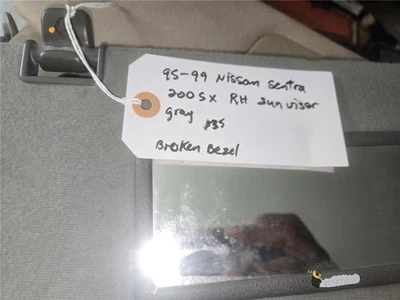 95-99 Nissan Sentra
200SX RH Sun visor
Gray $35
Broken Bezel